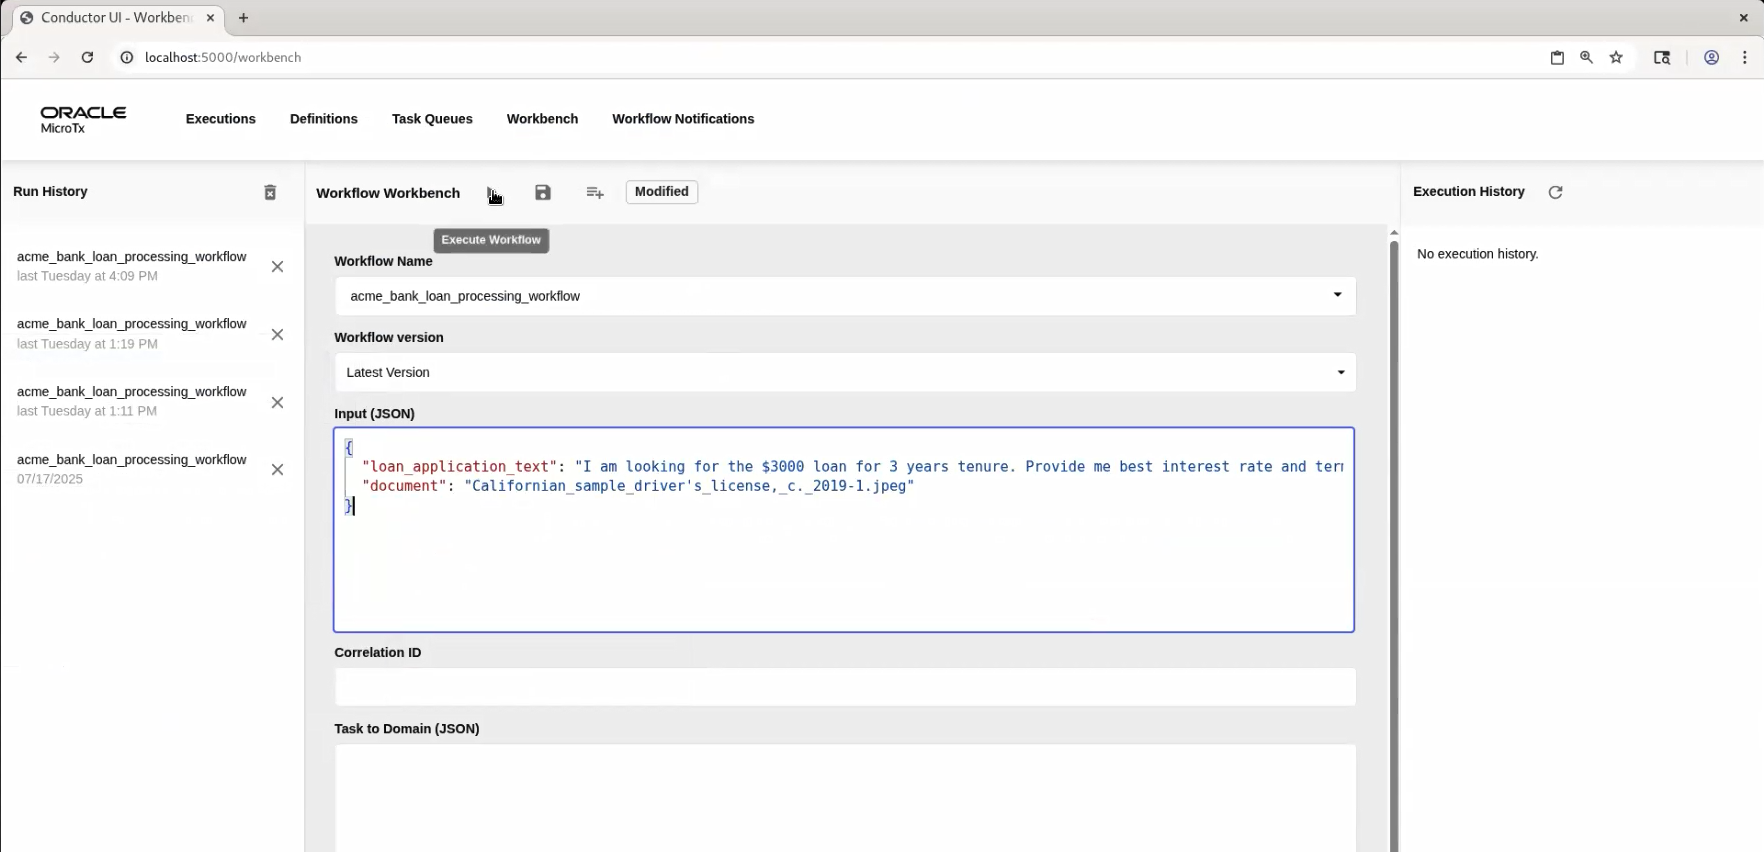 Conductor UI - Workben
localhost:5000/workbench
ORACLE
MicroTx
Executions
Definitions
Task Queues
Workbench
Workflow Notifications
Run History
acme_bank_loan_processing_workflow
last Tuesday at 4:09 PM
acme_bank_loan_processing_workflow
last Tuesday at 1:19 PM
acme_bank_loan_processing_workflow
last Tuesday at 1:11 PM
acme_bank_loan_processing_workflow
07/17/2025
Workflow Workbench
Modified
Execute Workflow
Workflow Name
acme_bank_loan_processing_workflow
Workflow version
Latest Version
Input (JSON)
{
"loan_application_text": "I am looking for the $3000 loan for 3 years tenure. Provide me best interest rate and
"document": "Californian_sample_driver's_license,_c._2019-1.jpeg"
}
Correlation ID
Task to Domain (JSON)
Execution History
No execution history.